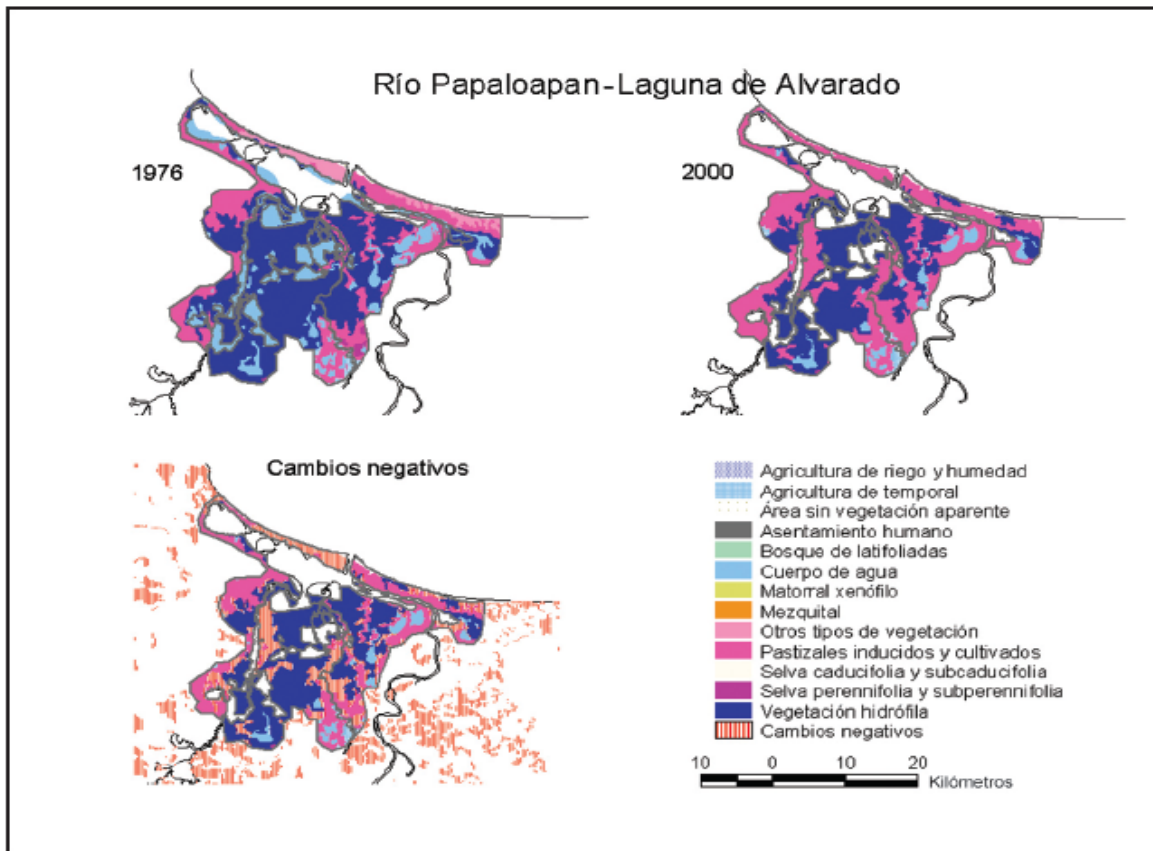 Río Papaloapan-Laguna de Alvarado
1976
2000
Cambios negativos
Agricultura de riego y humedad
Agricultura de temporal
Área sin vegetación aparente
Asentamiento humano
Bosque de latifoliadas
Cuerpo de agua
Matorral xenófilo
Mezquital
Otros tipos de vegetación
Pastizales inducidos y cultivados
Selva caducifolia y subcaducifolia
Selva perennifolia y subperennifolia
Vegetación hidrófila
Cambios negativos
10 0 10 20 Kilómetros